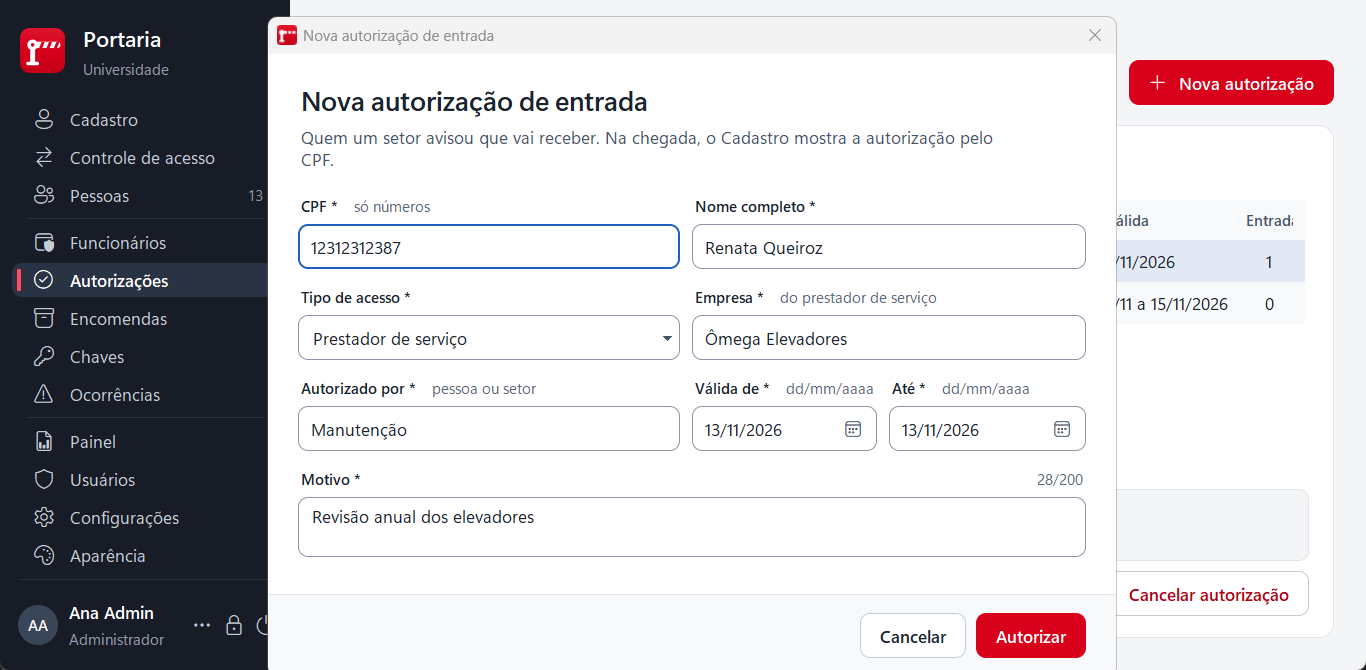 Portaria
Universidade
Cadastro
Controle de acesso
Pessoas 13
Funcionários
Autorizações
Encomendas
Chaves
Ocorrências
Painel
Usuários
Configurações
Aparência
AA
Ana Admin
Administrador
Nova autorização de entrada
Nova autorização de entrada
Quem um setor avisou que vai receber. Na chegada, o Cadastro mostra a autorização pelo
CPF.
CPF * só números
Nome completo *
12312312387
Renata Queiroz
Tipo de acesso *
Empresa * do prestador de serviço
Prestador de serviço
Ômega Elevadores
Autorizado por * pessoa ou setor
Válida de * dd/mm/aaaa
Até * dd/mm/aaaa
Manutenção
13/11/2026
13/11/2026
Motivo * 28/200
Revisão anual dos elevadores
Cancelar
Autorizar
+ Nova autorização
álida Entrada
/11/2026 1
/11 a 15/11/2026 0
Cancelar autorização